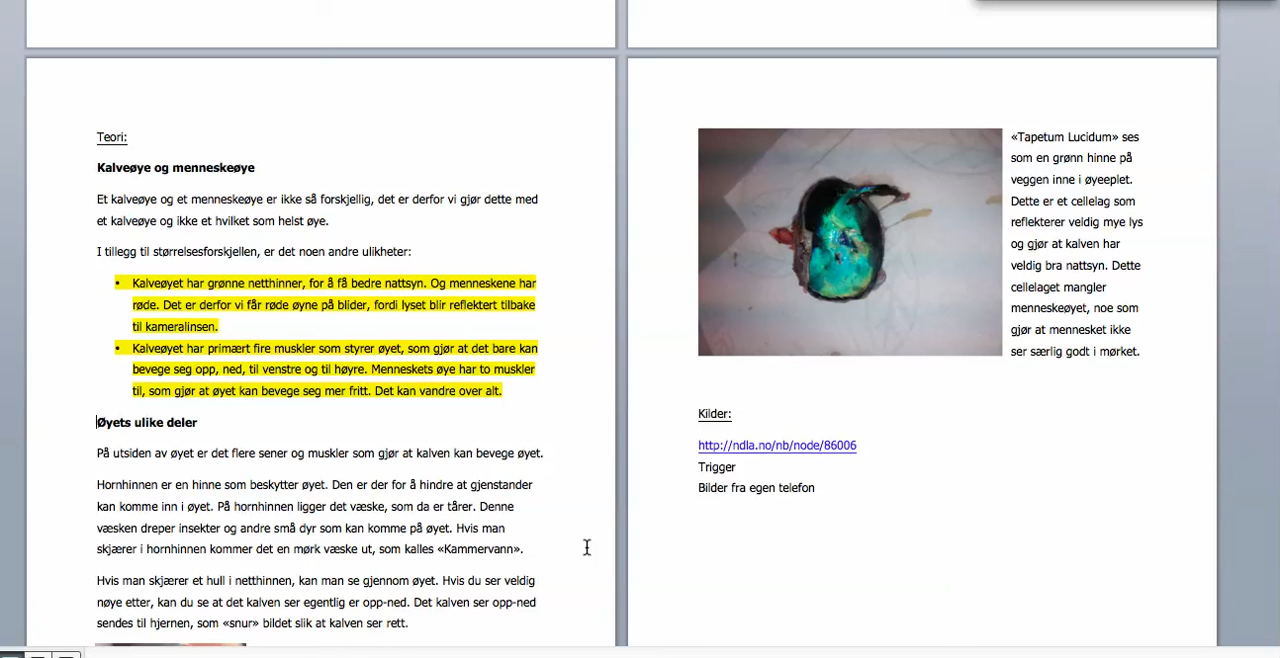 Teori:
Kalveøye og menneskeøye
Et kalveøye og et menneskeøye er ikke så forskjellig, det er derfor vi gjør dette med
et kalveøye og ikke et hvilket som helst øye.
I tillegg til størrelsesforskjellen, er det noen andre ulikheter:
• Kalveøyet har grønne netthinner, for å få bedre nattsyn. Og menneskene har
røde. Det er derfor vi får røde øyne på blider, fordi lyset blir reflektert tilbake
til kameralinsen.
• Kalveøyet har primært fire muskler som styrer øyet, som gjør at det bare kan
bevege seg opp, ned, til venstre og til høyre. Menneskets øye har to muskler
til, som gjør at øyet kan bevege seg mer fritt. Det kan vandre over alt.
Øyets ulike deler
På utsiden av øyet er det flere sener og muskler som gjør at kalven kan bevege øyet.
Hornhinnen er en hinne som beskytter øyet. Den er der for å hindre at gjenstander
kan komme inn i øyet. På hornhinnen ligger det væske, som da er tårer. Denne
væsken dreper insekter og andre små dyr som kan komme på øyet. Hvis man
skjærer i hornhinnen kommer det en mørk væske ut, som kalles «Kammervann».
Hvis man skjærer et hull i netthinnen, kan man se gjennom øyet. Hvis du ser veldig
nøye etter, kan du se at det kalven ser egentlig er opp-ned. Det kalven ser opp-ned
sendes til hjernen, som «snur» bildet slik at kalven ser rett.
«Tapetum Lucidum» ses
som en grønn hinne på
veggen inne i øyeeplet.
Dette er et cellelag som
reflekterer veldig mye lys
og gjør at kalven har
veldig bra nattsyn. Dette
cellelaget mangler
menneskeøyet, noe som
gjør at mennesket ikke
ser særlig godt i mørket.
Kilder:
http://ndla.no/nb/node/86006
Trigger
Bilder fra egen telefon